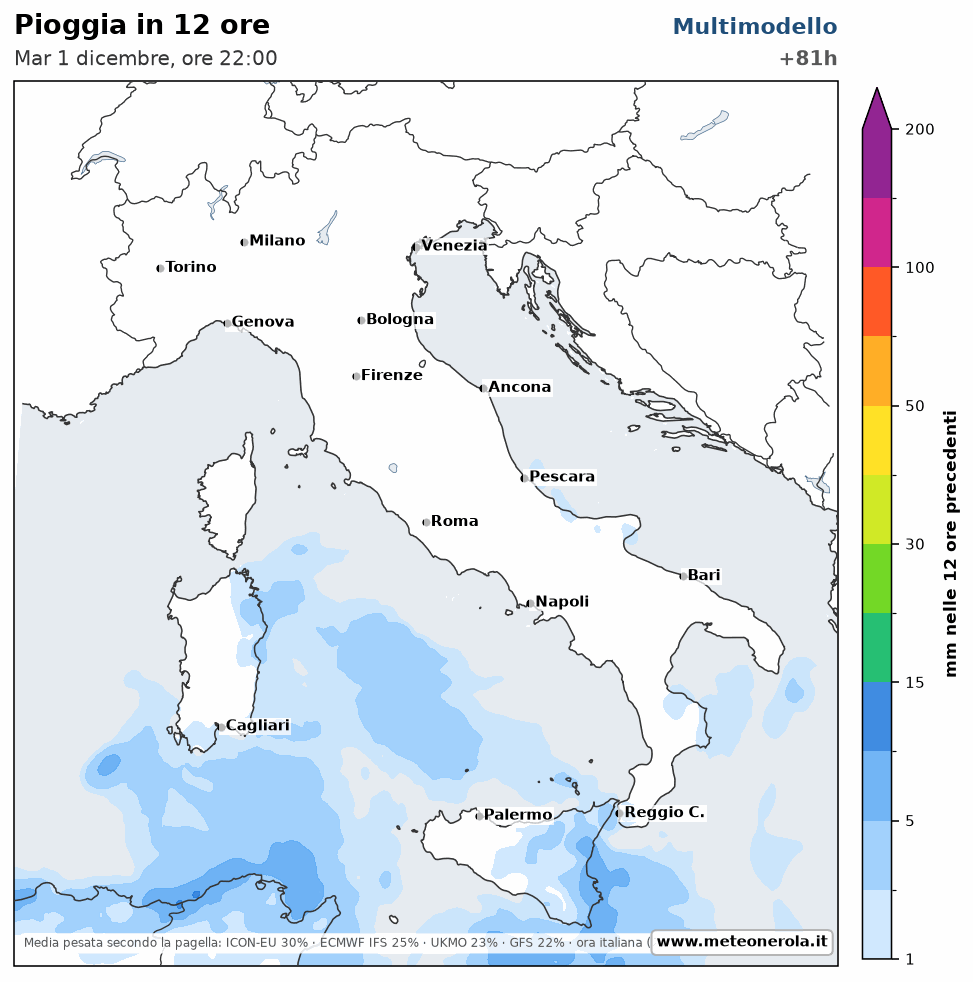 Pioggia in 12 ore
Multimodello
Mar 1 dicembre, ore 22:00
+81h
200
100
50
30
15
5
1
mm nelle 12 ore precedenti
Milano
Venezia
Torino
Genova
Bologna
Firenze
Ancona
Pescara
Roma
Bari
Napoli
Cagliari
Palermo
Reggio C.
Media pesata secondo la pagella: ICON-EU 30% · ECMWF IFS 25% · UKMO 23% · GFS 22% · ora italiana (
www.meteonerola.it